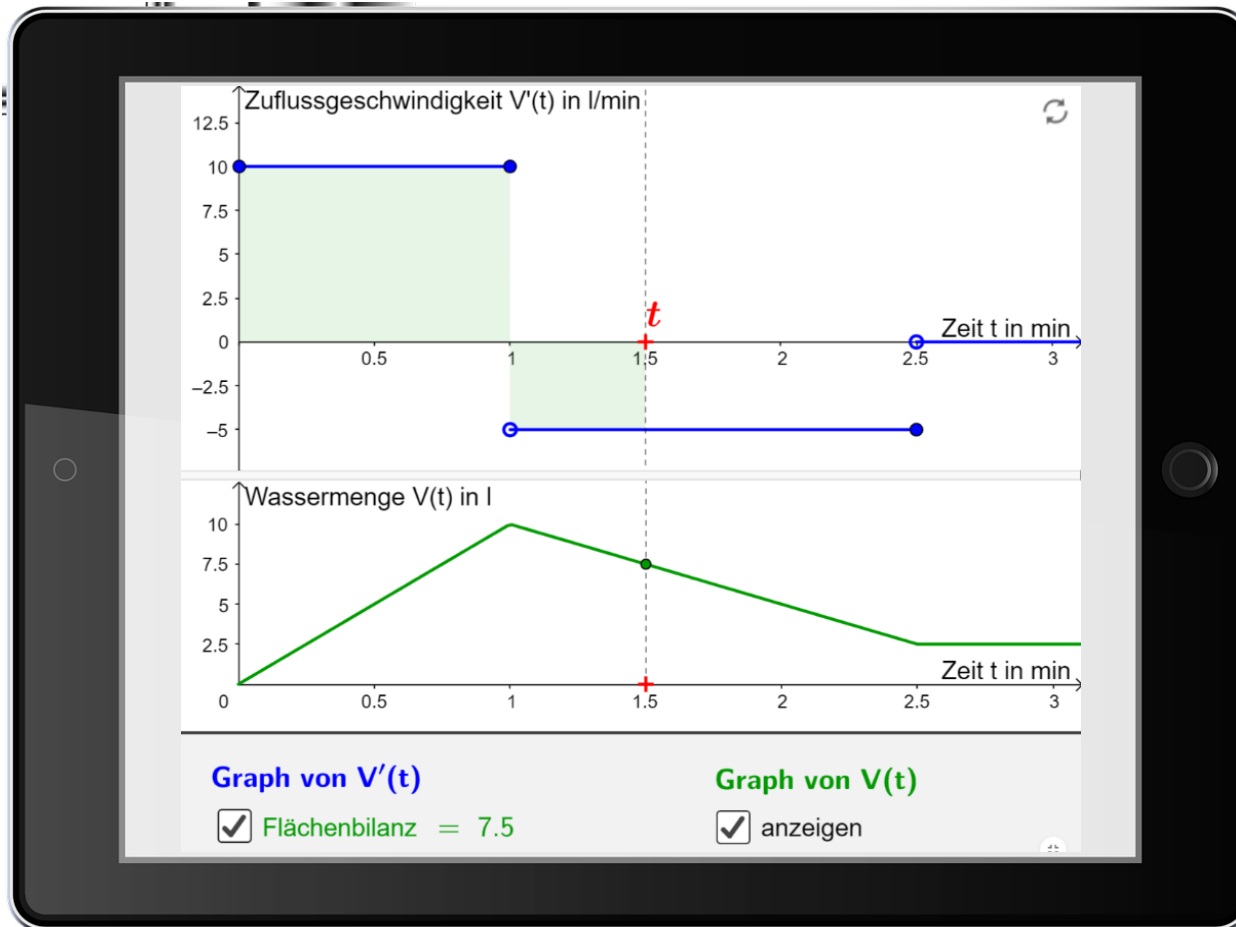 Zuflussgeschwindigkeit V'(t) in l/min
12.5
10
7.5
5
2.5
0
–2.5
–5
t
Zeit t in min
0.5 1 1.5 2 2.5 3
Wassermenge V(t) in l
10
7.5
5
2.5
Zeit t in min
0 0.5 1 1.5 2 2.5 3
Graph von V′(t) Graph von V(t)
Flächenbilanz = 7.5 anzeigen